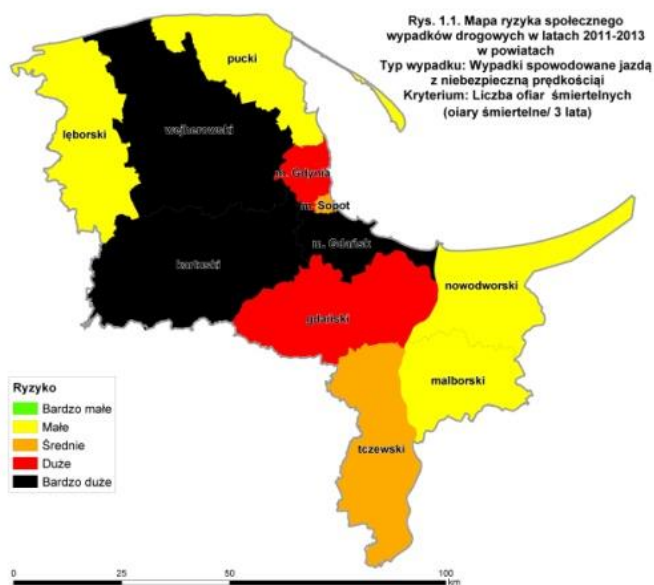 Rys. 1.1. Mapa ryzyka społecznego
wypadków drogowych w latach 2011-2013
w powiatach
Typ wypadku: Wypadki spowodowane jazdą
z niebezpieczną prędkościąi
Kryterium: Liczba ofiar śmiertelnych
(oiary śmiertelne/ 3 lata)
pucki
lęborski
wejherowski
m. Gdynia
m. Sopot
m. Gdańsk
kartuski
nowodworski
gdański
malborski
tczewski
Ryzyko
Bardzo małe
Małe
Średnie
Duże
Bardzo duże
0 25 50 100
km